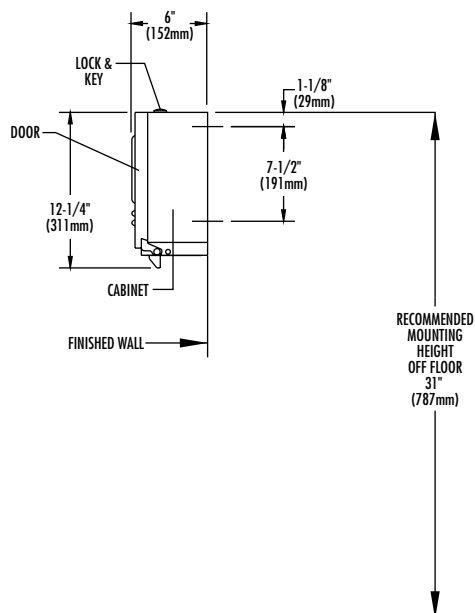 6"
(152mm)
LOCK &
KEY
1-1/8"
(29mm)
DOOR
7-1/2"
(191mm)
12-1/4"
(311mm)
CABINET
FINISHED WALL
RECOMMENDED
MOUNTING
HEIGHT
OFF FLOOR
31"
(787mm)